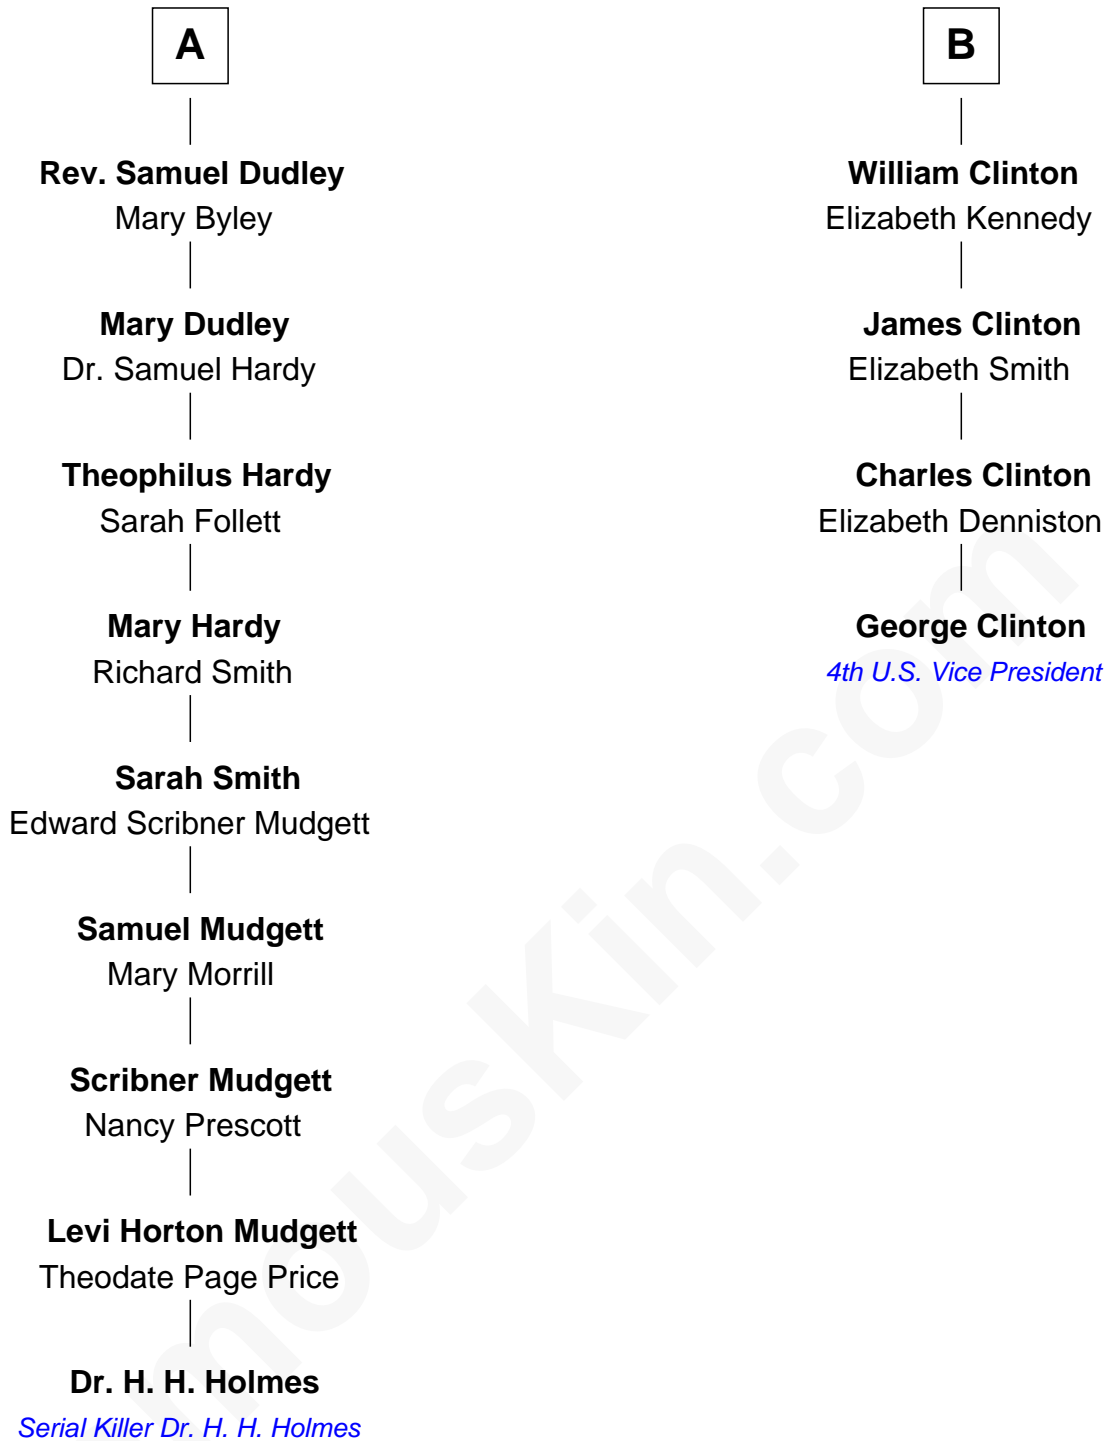 A
Rev. Samuel Dudley
Mary Byley
Mary Dudley
Dr. Samuel Hardy
Theophilus Hardy
Sarah Follett
Mary Hardy
Richard Smith
Sarah Smith
Edward Scribner Mudgett
Samuel Mudgett
Mary Morrill
Scribner Mudgett
Nancy Prescott
Levi Horton Mudgett
Theodate Page Price
Dr. H. H. Holmes
Serial Killer Dr. H. H. Holmes
B
William Clinton
Elizabeth Kennedy
James Clinton
Elizabeth Smith
Charles Clinton
Elizabeth Denniston
George Clinton
4th U.S. Vice President
mousKin.com